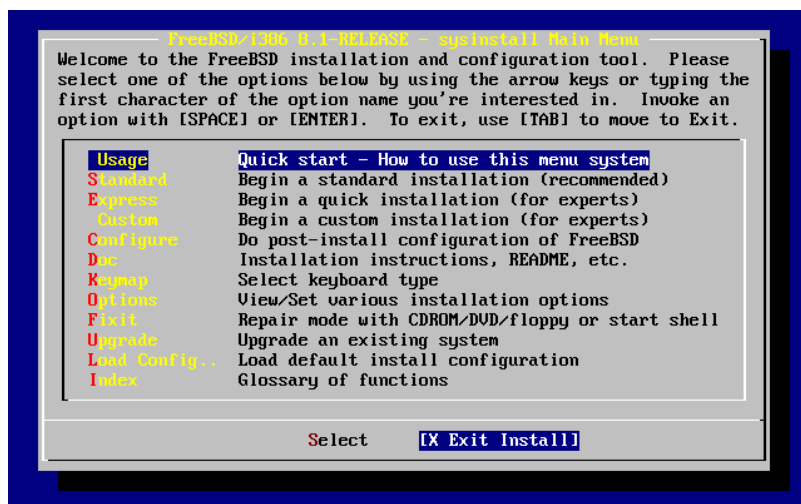 FreeBSD/i386 8.1-RELEASE - sysinstall Main Menu
Welcome to the FreeBSD installation and configuration tool.  Please
select one of the options below by using the arrow keys or typing the
first character of the option name you're interested in.  Invoke an
option with [SPACE] or [ENTER].  To exit, use [TAB] to move to Exit.
Usage Quick start - How to use this menu system
Standard Begin a standard installation (recommended)
Express Begin a quick installation (for experts)
Custom Begin a custom installation (for experts)
Configure Do post-install configuration of FreeBSD
Doc Installation instructions, README, etc.
Keymap Select keyboard type
Options View/Set various installation options
Fixit Repair mode with CDROM/DVD/floppy or start shell
Upgrade Upgrade an existing system
Load Config.. Load default install configuration
Index Glossary of functions
Select [X Exit Install]